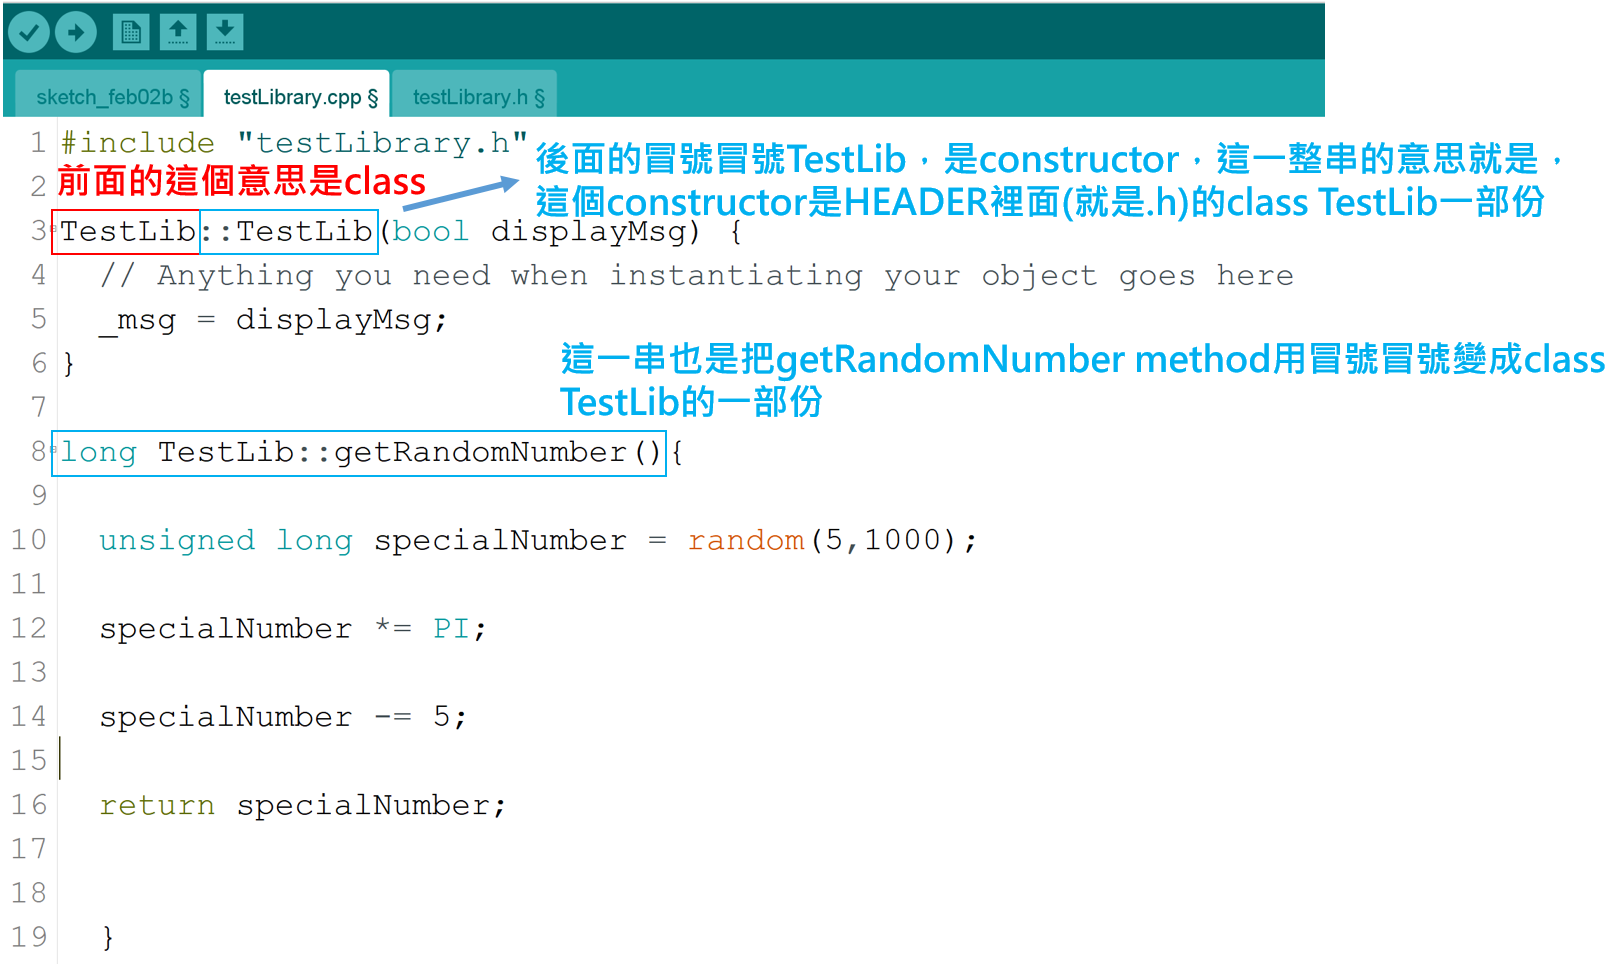 sketch_feb02b §
testLibrary.cpp §
testLibrary.h §
1 #include "testLibrary.h"
後面的冒號冒號TestLib，是constructor，這一整串的意思就是，
2 前面的這個意思是class
這個constructor是HEADER裡面(就是.h)的class TestLib一部份
3 TestLib::TestLib(bool displayMsg) {
4 // Anything you need when instantiating your object goes here
5 _msg = displayMsg;
這一串也是把getRandomNumber method用冒號冒號變成class
6 }
TestLib的一部份
7
8 long TestLib::getRandomNumber(){
9
10 unsigned long specialNumber = random(5,1000);
11
12 specialNumber *= PI;
13
14 specialNumber -= 5;
15
16 return specialNumber;
17
18
19 }